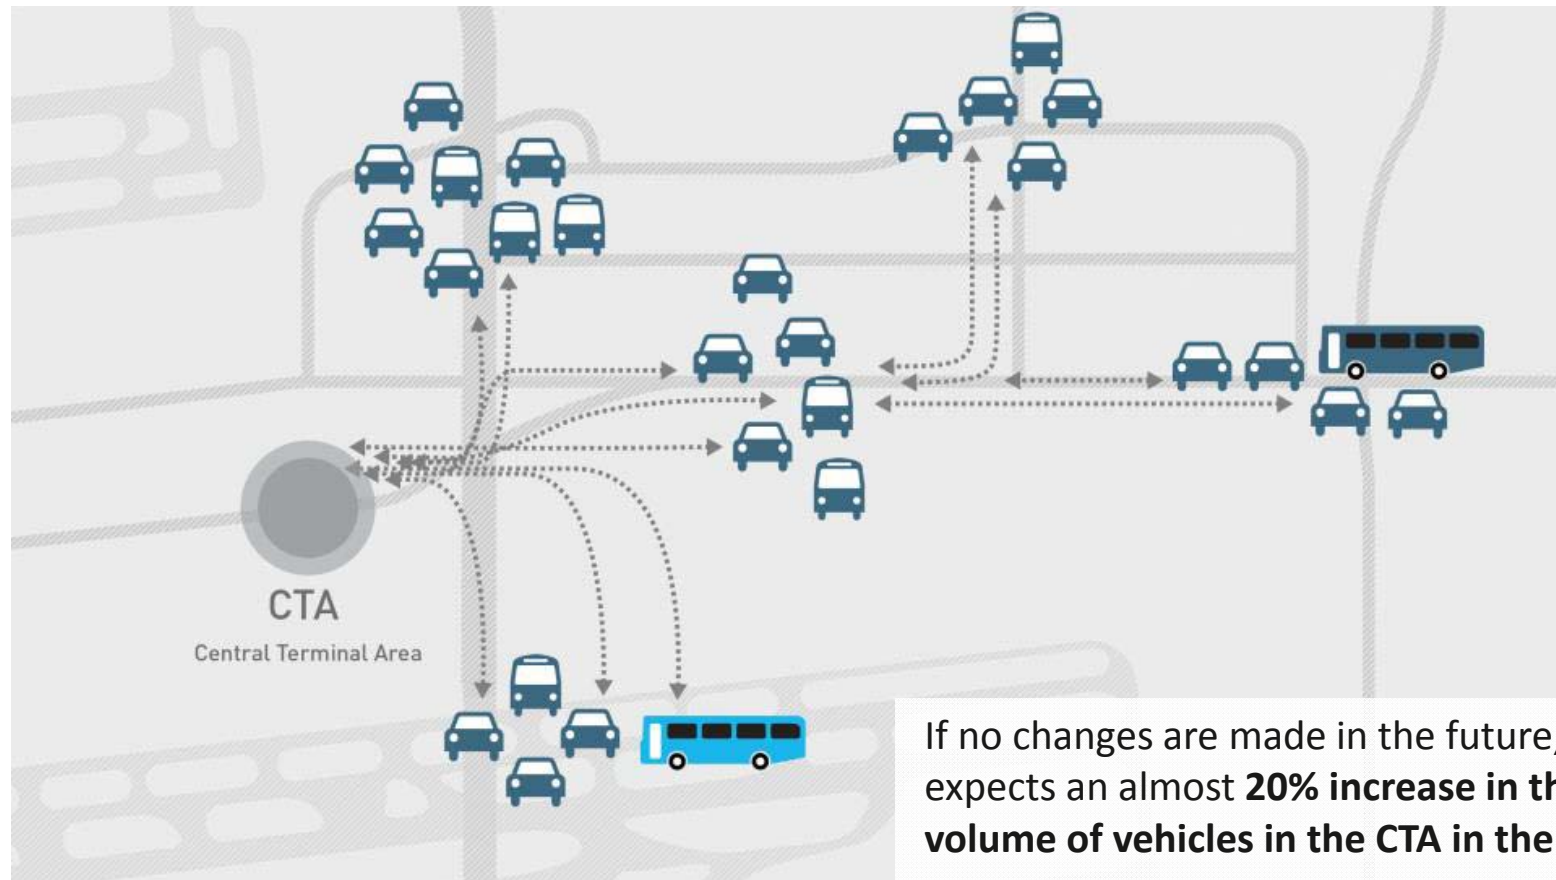 CTA
Central Terminal Area
If no changes are made in the future,
expects an almost 20% increase in
volume of vehicles in the CTA in the